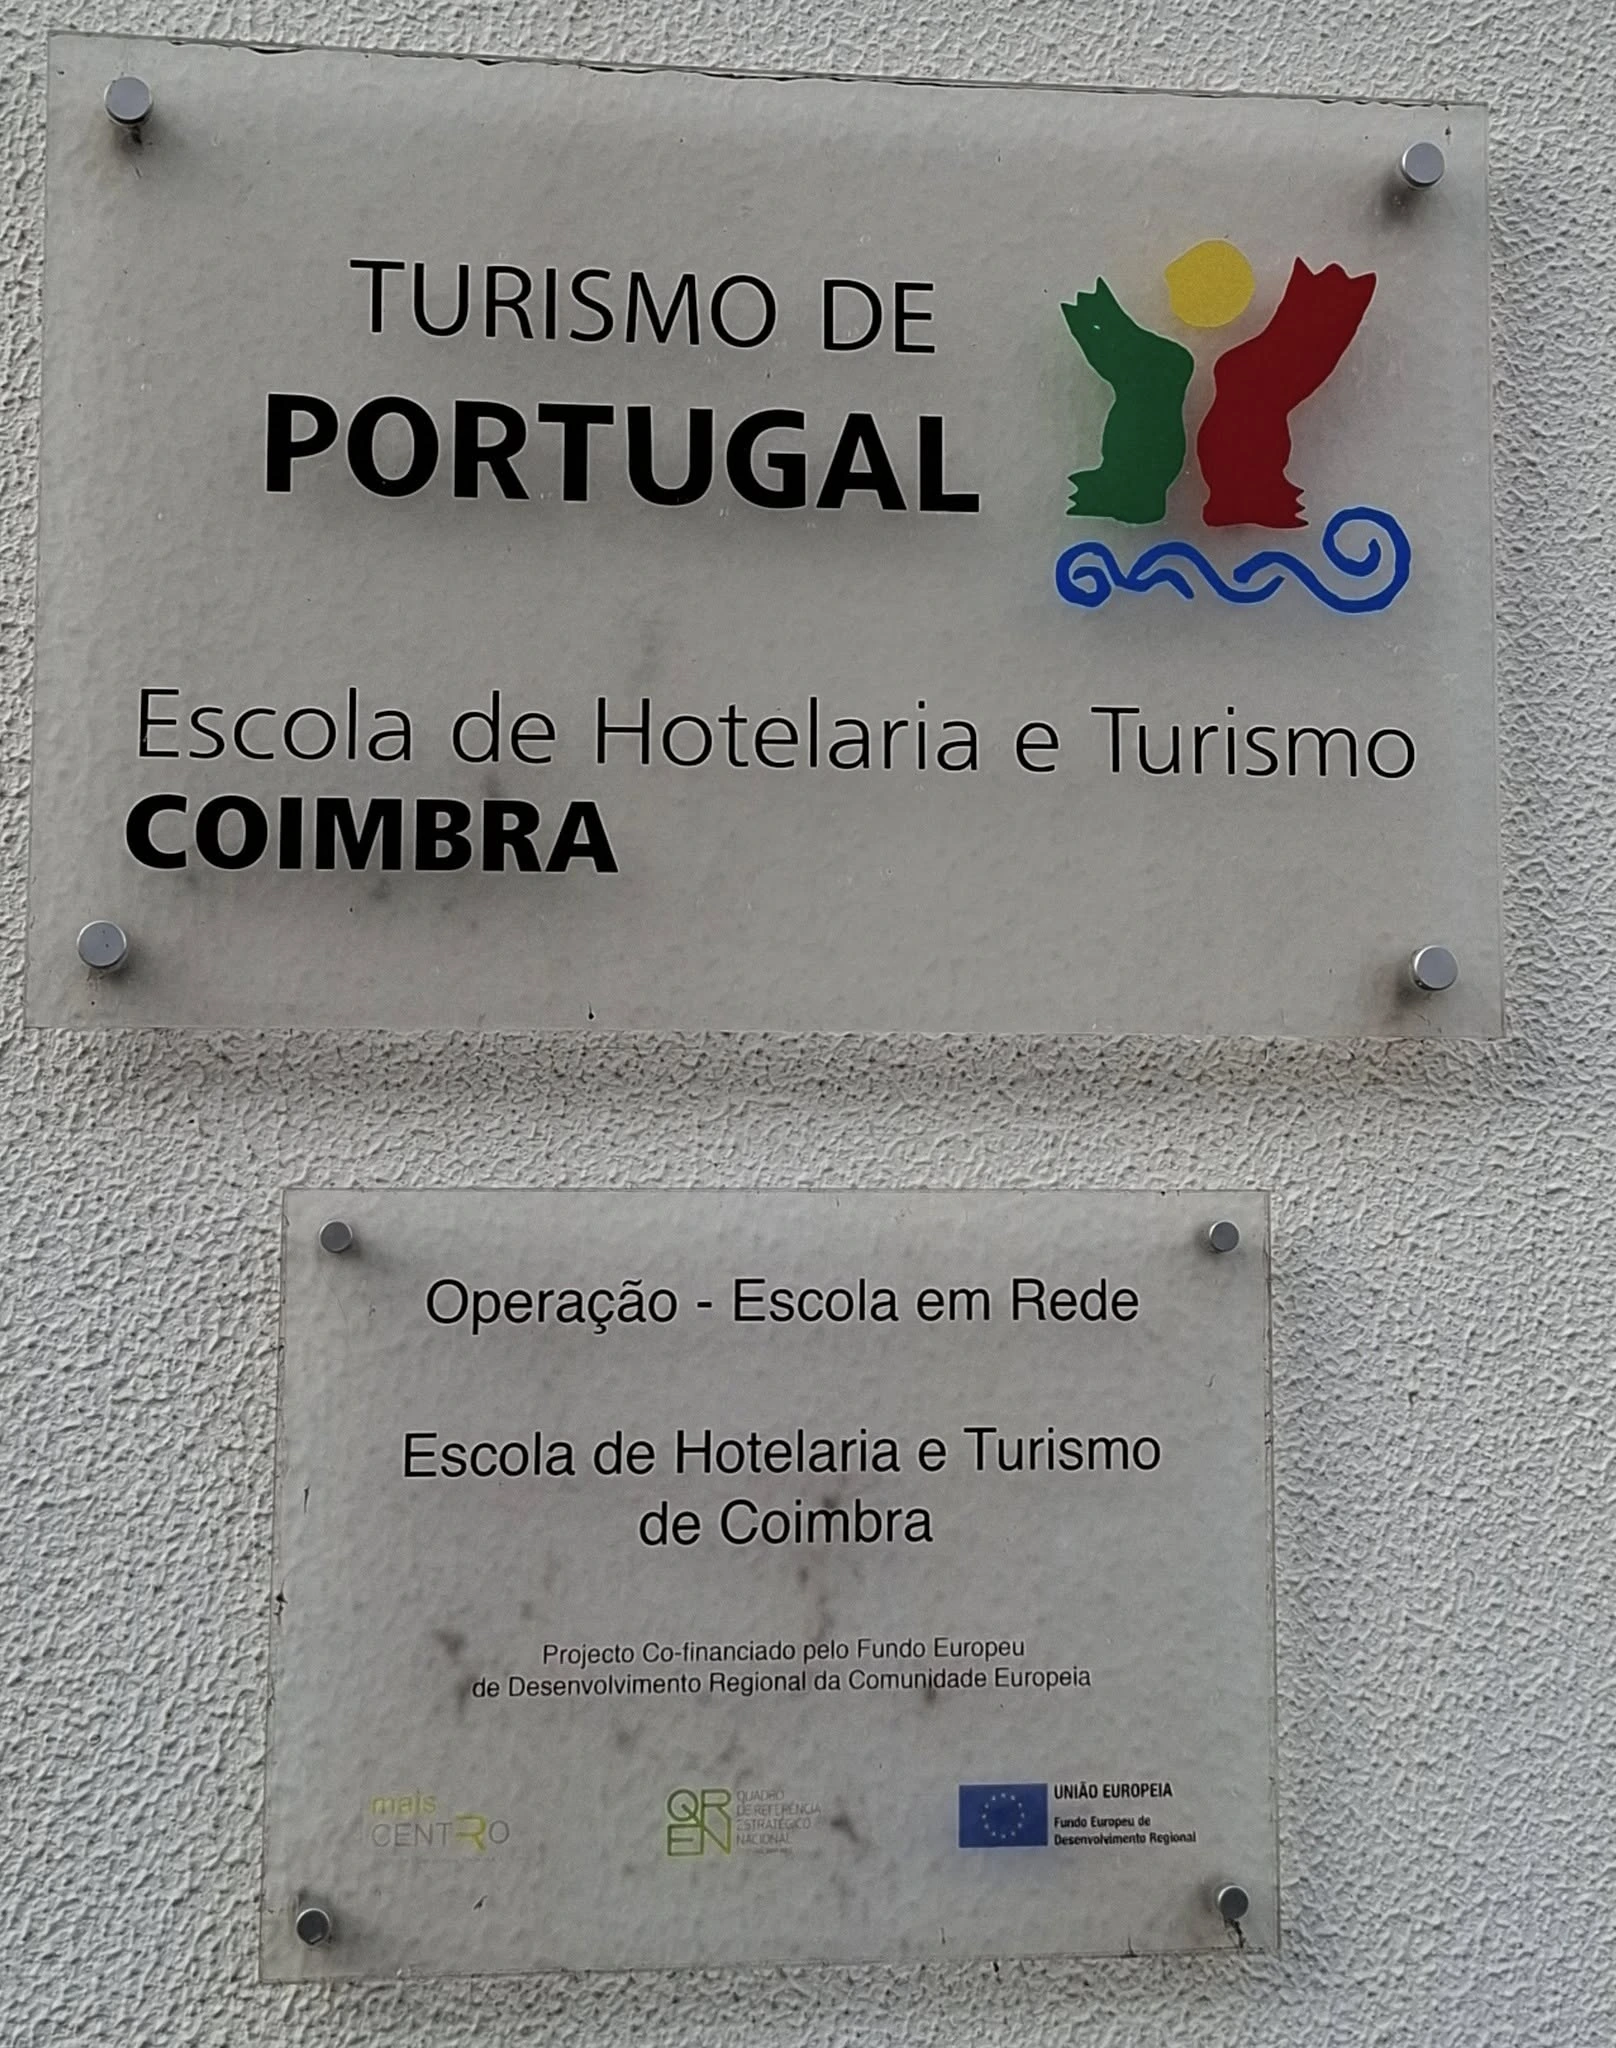 TURISMO DE
PORTUGAL
Escola de Hotelaria e Turismo
COIMBRA
Operação - Escola em Rede
Escola de Hotelaria e Turismo
de Coimbra
Projecto Co-financiado pelo Fundo Europeu
de Desenvolvimento Regional da Comunidade Europeia
mais
CENTRO
QR
EN
QUADRO
DE REFERÊNCIA
ESTRATÉGICO
NACIONAL
UNIÃO EUROPEIA
Fundo Europeu de
Desenvolvimento Regional